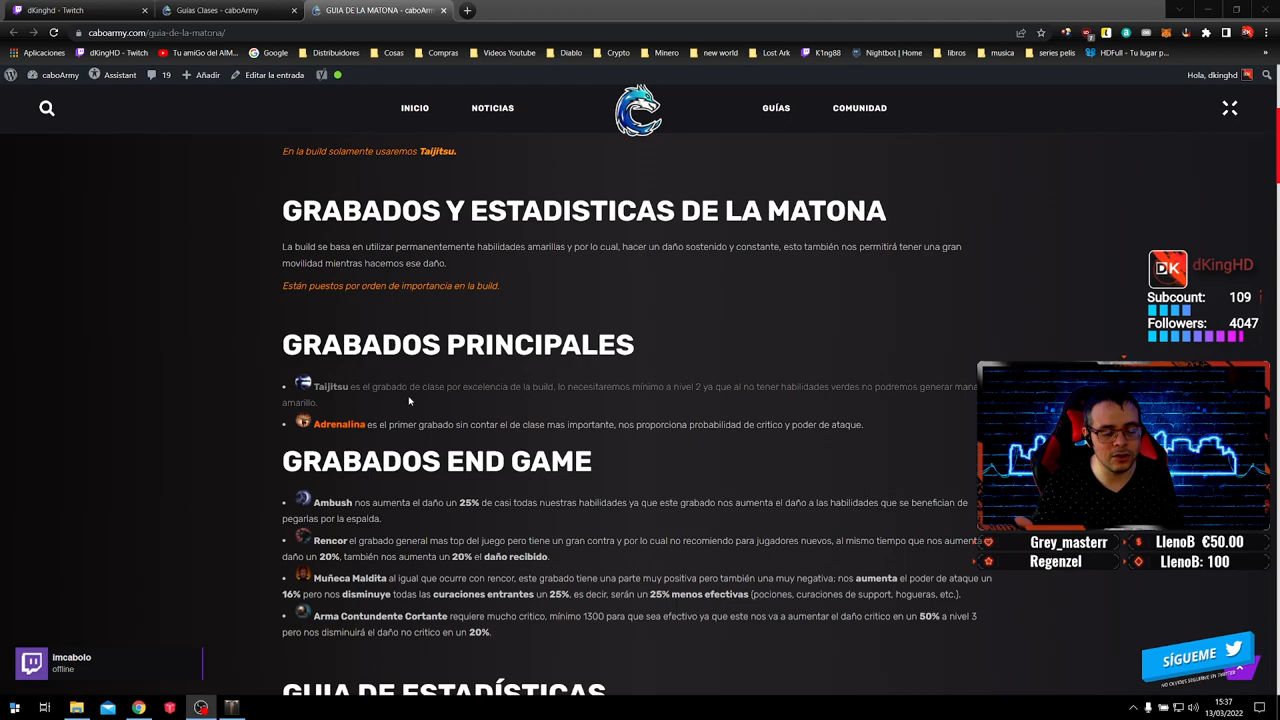 dKinghd - Twitch
Guías Clases - caboArmy
GUIA DE LA MATONA - caboArmy
caboarmy.com/guia-de-la-matona/
Aplicaciones
dKingHD - Twitch
Tu amiGo del AIM...
Google
Distribuidores
Cosas
Compras
Videos Youtube
Diablo
Crypto
Minero
new world
Lost Ark
K1ng88
Nightbot | Home
libros
musica
series pelis
HDFull - Tu lugar p...
caboArmy
Assistant
19
Añadir
Editar la entrada
Hola, dkinghd
INICIO
NOTICIAS
GUÍAS
COMUNIDAD
En la build solamente usaremos Taijitsu.
GRABADOS Y ESTADISTICAS DE LA MATONA
La build se basa en utilizar permanentemente habilidades amarillas y por lo cual, hacer un daño sostenido y constante, esto también nos permitirá tener una gran
movilidad mientras hacemos ese daño.
Están puestos por orden de importancia en la build.
GRABADOS PRINCIPALES
Taijitsu es el grabado de clase por excelencia de la build, lo necesitaremos mínimo a nivel 2 ya que al no tener habilidades verdes no podremos generar mana
amarillo.
Adrenalina es el primer grabado sin contar el de clase mas importante, nos proporciona probabilidad de critico y poder de ataque.
GRABADOS END GAME
Ambush nos aumenta el daño un 25% de casi todas nuestras habilidades ya que este grabado nos aumenta el daño a las habilidades que se benefician de
pegarlas por la espalda.
Rencor el grabado general mas top del juego pero tiene un gran contra y por lo cual no recomiendo para jugadores nuevos, al mismo tiempo que nos aumenta
daño un 20%, también nos aumenta un 20% el daño recibido.
Muñeca Maldita al igual que ocurre con rencor, este grabado tiene una parte muy positiva pero también una muy negativa; nos aumenta el poder de ataque un
16% pero nos disminuye todas las curaciones entrantes un 25%, es decir, serán un 25% menos efectivas (pociones, curaciones de support, hogueras, etc.).
Arma Contundente Cortante requiere mucho critico, mínimo 1300 para que sea efectivo ya que este nos va a aumentar el daño critico en un 50% a nivel 3
pero nos disminuirá el daño no critico en un 20%.
GUIA DE ESTADÍSTICAS
DK
dKingHD
Subcount: 109
Followers: 4047
Grey_masterr
LlenoB €50.00
Regenzel
LlenoB: 100
imcabolo
offline
SÍGUEME
NO OLVIDES SEGUIRME EN TWITTER
15:37
13/03/2022